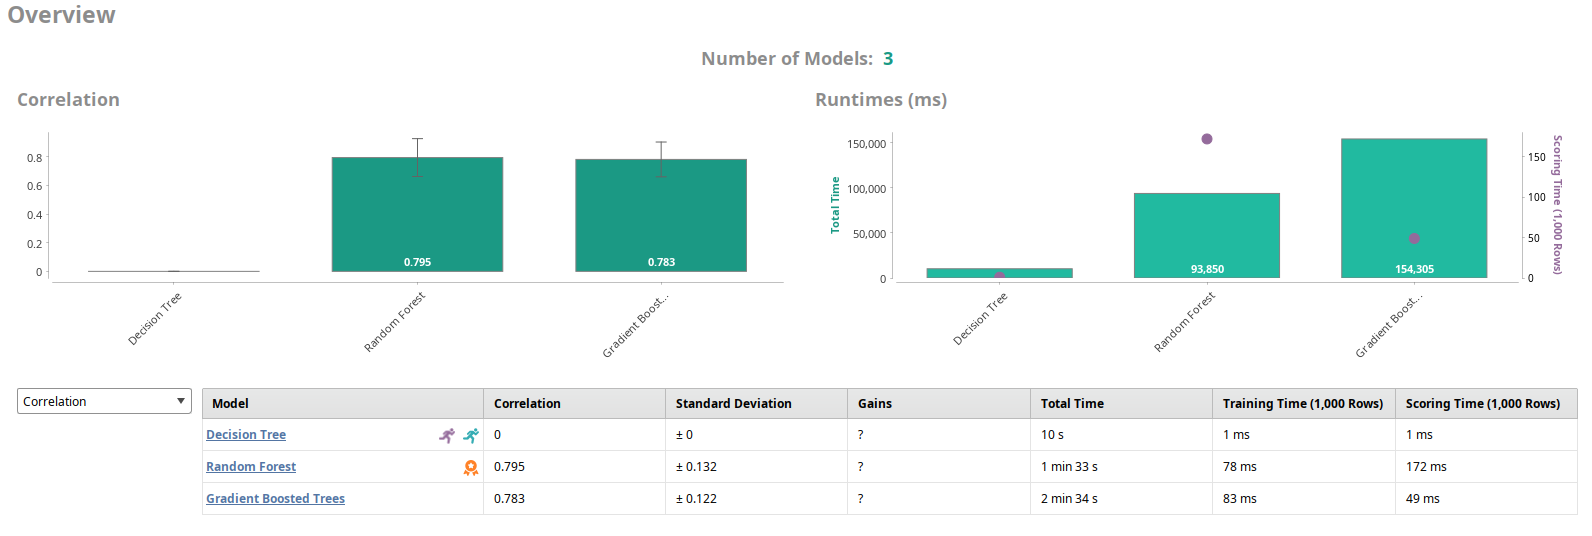 Overview
Number of Models: 3
Correlation
0.8
0.6
0.4
0.2
0
0.795
0.783
Decision Tree
Random Forest
Gradient Boost...
Runtimes (ms)
Total Time
150,000
100,000
50,000
0
93,850
154,305
150
100
50
0
Scoring Time (1,000 Rows)
Decision Tree
Random Forest
Gradient Boost...
Correlation
Model Correlation Standard Deviation Gains Total Time Training Time (1,000 Rows) Scoring Time (1,000 Rows)
Decision Tree 0 ± 0 ? 10 s 1 ms 1 ms
Random Forest 0.795 ± 0.132 ? 1 min 33 s 78 ms 172 ms
Gradient Boosted Trees 0.783 ± 0.122 ? 2 min 34 s 83 ms 49 ms